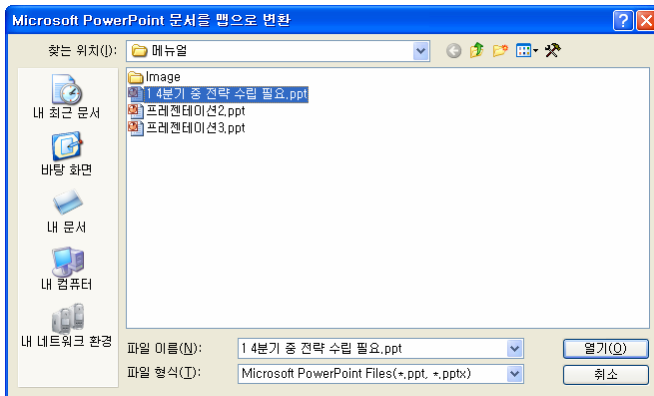 Microsoft PowerPoint 문서를 맵으로 변환
찾는 위치(I): 메뉴얼
Image
1 4분기 중 전략 수립 필요.ppt
프레젠테이션2.ppt
프레젠테이션3.ppt
내 최근 문서
바탕 화면
내 문서
내 컴퓨터
내 네트워크 환경
파일 이름(N): 1 4분기 중 전략 수립 필요.ppt 열기(O)
파일 형식(T): Microsoft PowerPoint Files(*.ppt, *.pptx) 취소